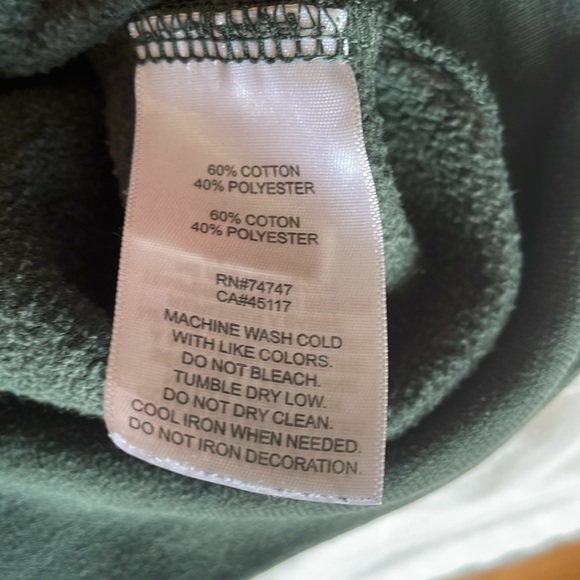 60% COTTON
40% POLYESTER
60% COTON
40% POLYESTER
RN#74747
CA#45117
MACHINE WASH COLD
WITH LIKE COLORS.
DO NOT BLEACH.
TUMBLE DRY LOW.
DO NOT DRY CLEAN.
COOL IRON WHEN NEEDED.
DO NOT IRON DECORATION.